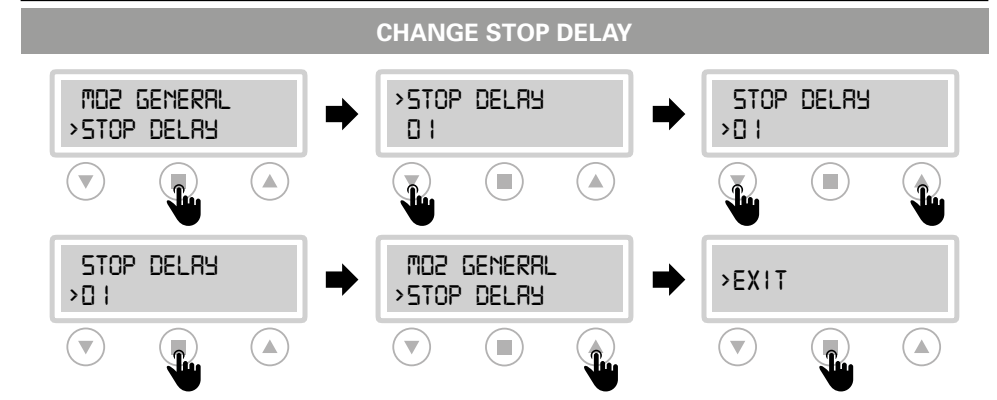 CHANGE STOP DELAY
M02 GENERAL
>STOP DELAY
>STOP DELAY
01
STOP DELAY
>01
STOP DELAY
>01
M02 GENERAL
>STOP DELAY
>EXIT